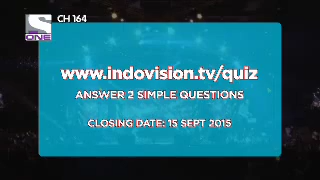 CH 164
S
ONE
www.indovision.tv/quiz
ANSWER 2 SIMPLE QUESTIONS
CLOSING DATE: 15 SEPT 2015